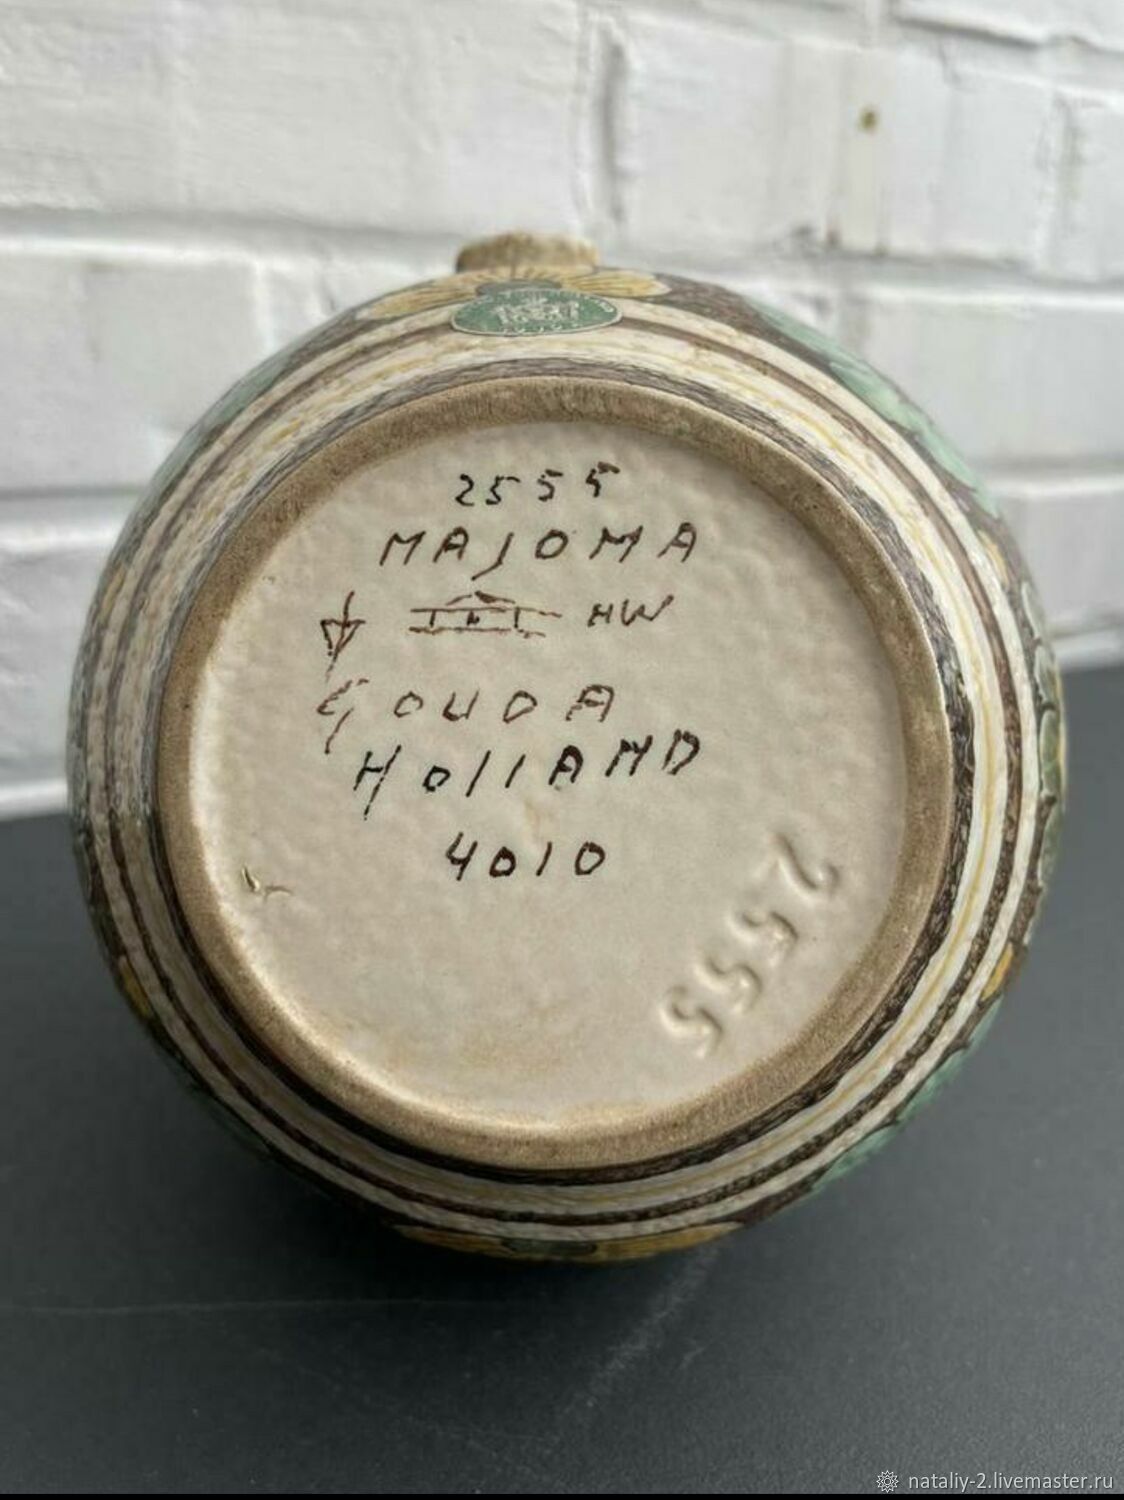 2555
MAJOMA
HW
GOUDA
HollAND
4010
2555
nataliy-2.livemaster.ru